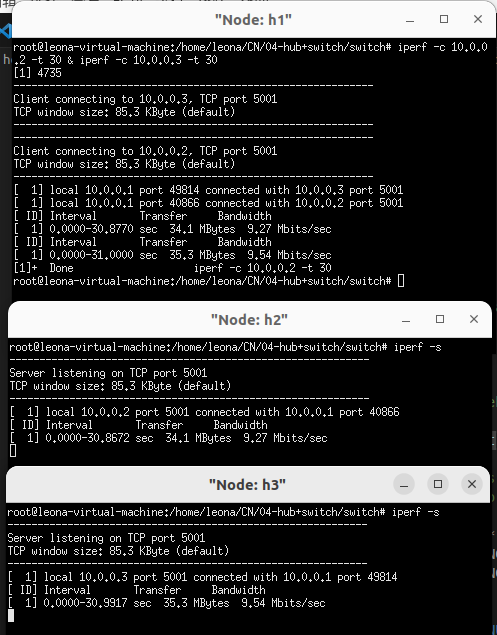 "Node: h1"
root@leona-virtual-machine:/home/leona/CN/04-hub+switch/switch# iperf -c 10.0.0
.2 -t 30 & iperf -c 10.0.0.3 -t 30
[1] 4735
------------------------------------------------------------
Client connecting to 10.0.0.3, TCP port 5001
TCP window size: 85.3 KByte (default)
------------------------------------------------------------
------------------------------------------------------------
Client connecting to 10.0.0.2, TCP port 5001
TCP window size: 85.3 KByte (default)
------------------------------------------------------------
[  1] local 10.0.0.1 port 49814 connected with 10.0.0.3 port 5001
[  1] local 10.0.0.1 port 40866 connected with 10.0.0.2 port 5001
[ ID] Interval       Transfer     Bandwidth
[  1] 0.0000-30.8770 sec  34.1 MBytes  9.27 Mbits/sec
[ ID] Interval       Transfer     Bandwidth
[  1] 0.0000-31.0000 sec  35.3 MBytes  9.54 Mbits/sec
[1]+  Done                    iperf -c 10.0.0.2 -t 30
root@leona-virtual-machine:/home/leona/CN/04-hub+switch/switch#
"Node: h2"
root@leona-virtual-machine:/home/leona/CN/04-hub+switch/switch# iperf -s
------------------------------------------------------------
Server listening on TCP port 5001
TCP window size: 85.3 KByte (default)
------------------------------------------------------------
[  1] local 10.0.0.2 port 5001 connected with 10.0.0.1 port 40866
[ ID] Interval       Transfer     Bandwidth
[  1] 0.0000-30.8672 sec  34.1 MBytes  9.27 Mbits/sec
"Node: h3"
root@leona-virtual-machine:/home/leona/CN/04-hub+switch/switch# iperf -s
------------------------------------------------------------
Server listening on TCP port 5001
TCP window size: 85.3 KByte (default)
------------------------------------------------------------
[  1] local 10.0.0.3 port 5001 connected with 10.0.0.1 port 49814
[ ID] Interval       Transfer     Bandwidth
[  1] 0.0000-30.9917 sec  35.3 MBytes  9.54 Mbits/sec